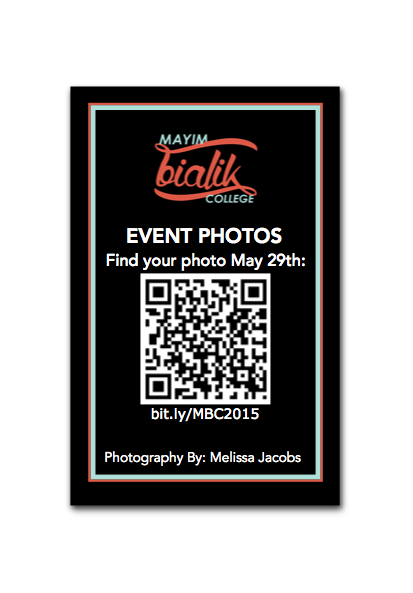 MAYIM
bialik
COLLEGE
EVENT PHOTOS
Find your photo May 29th:
bit.ly/MBC2015
Photography By: Melissa Jacobs